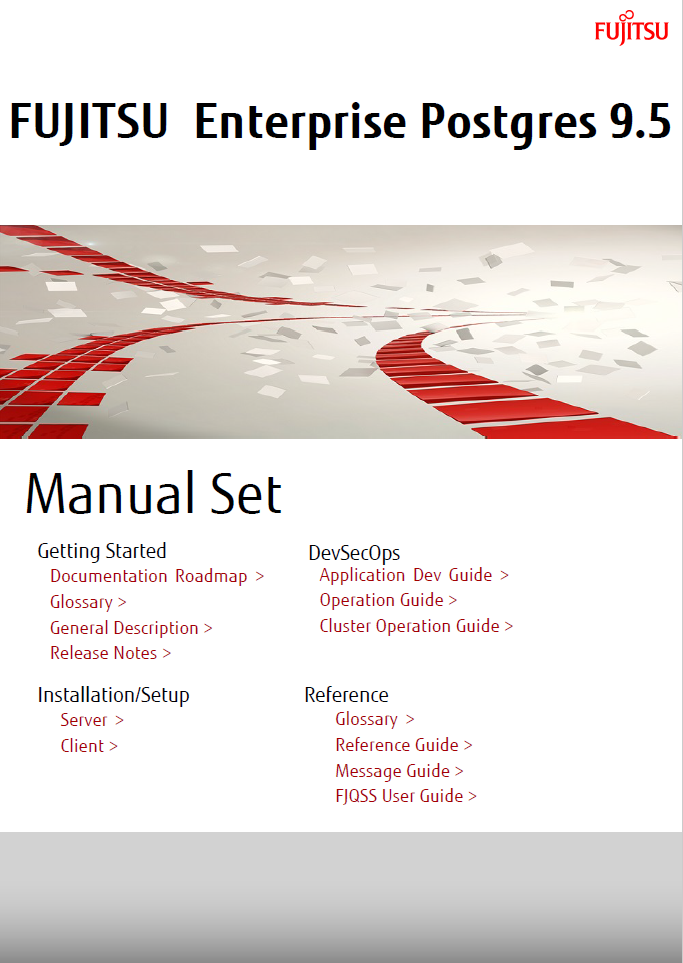 FUJITSU
FUJITSU Enterprise Postgres 9.5
Manual Set
Getting Started
Documentation Roadmap >
Glossary >
General Description >
Release Notes >
DevSecOps
Application Dev Guide >
Operation Guide >
Cluster Operation Guide >
Installation/Setup
Server >
Client >
Reference
Glossary >
Reference Guide >
Message Guide >
FJQSS User Guide >